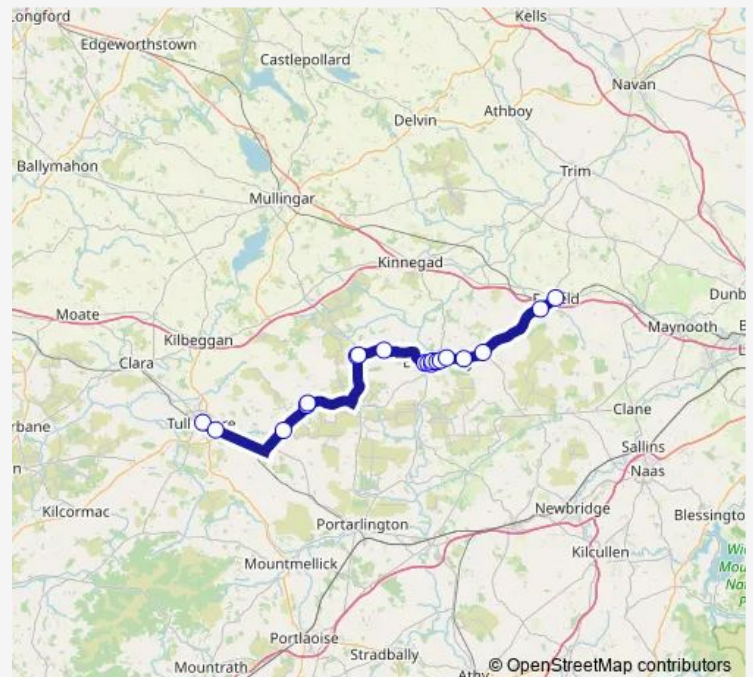 Longford
Kells
Edgeworthstown
Castlepollard
Navan
Athboy
Delvin
Ballymahon
Trim
Mullingar
Kinnegad
Dunb
Moate
Maynooth
Kilbeggan
Clara
Clane
Tull
Sallins
Naas
Kilcormac
Newbridge
Blessingto
Portarlington
Kilcullen
Mountmellick
Portlaoise
Stradbally
Mountrath
Athy
© OpenStreetMap contributors